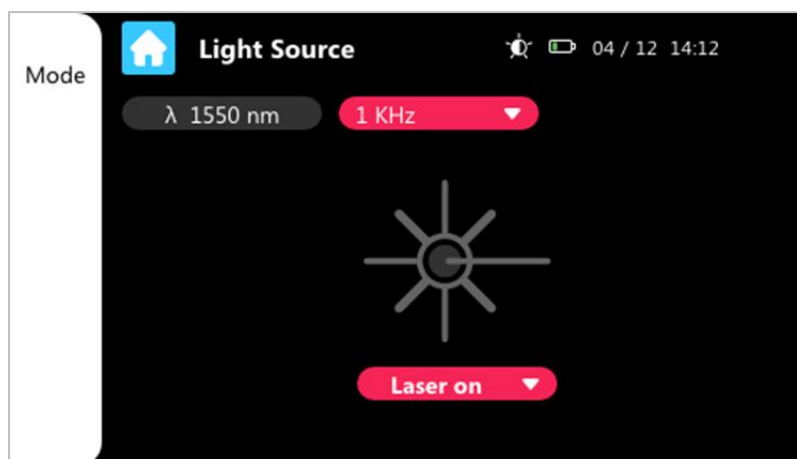 Mode
Light Source
04 / 12 14:12
λ 1550 nm
1 KHz
Laser on